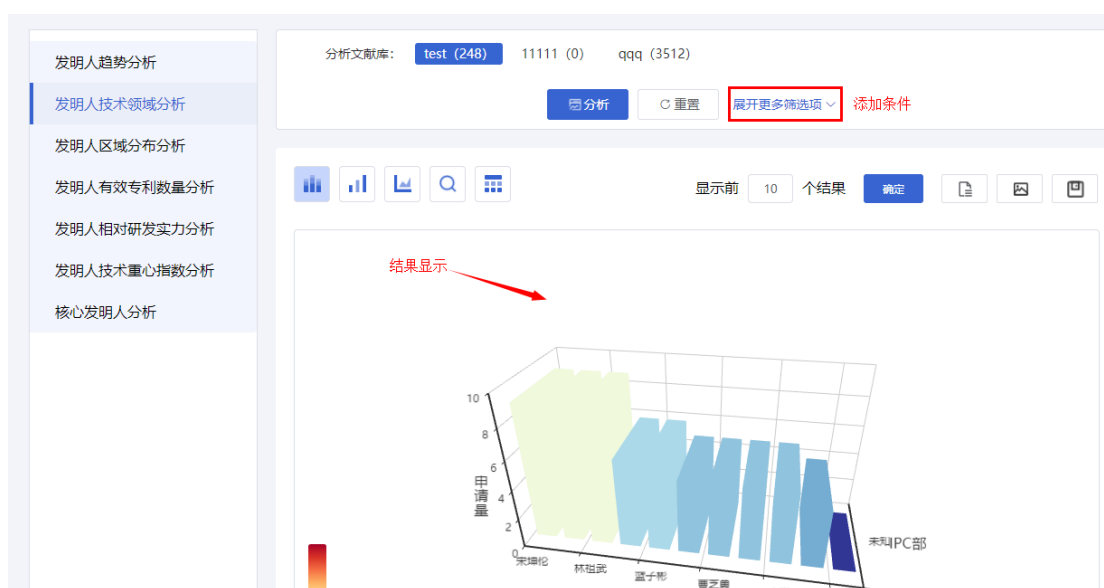 发明人趋势分析
发明人技术领域分析
发明人区域分布分析
发明人有效专利数量分析
发明人相对研发实力分析
发明人技术重心指数分析
核心发明人分析
分析文献库： test (248) 11111 (0) qqq (3512)
分析 重置 展开更多筛选项 添加条件
显示前 10 个结果 确定
结果显示
10
8
6
4
2
0
申请量
宋坤伦
林祖武
蓝子彬
未知IPC部